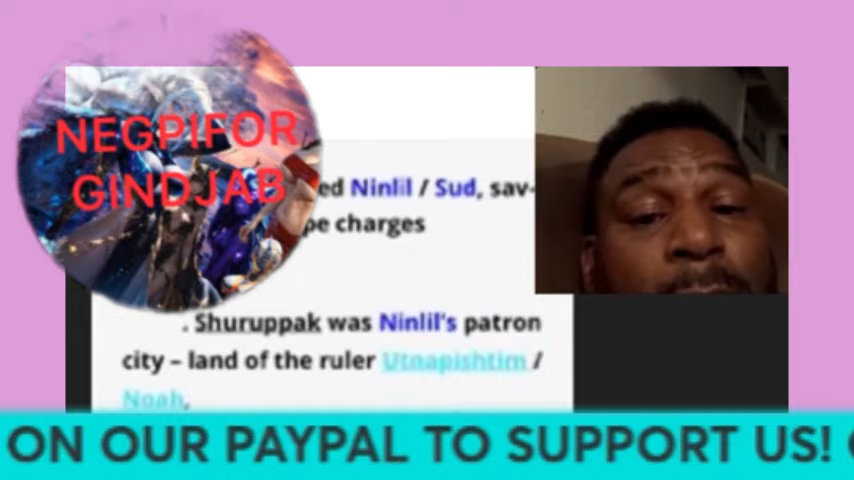 NEGPIFOR
GINDJAB
ed Ninlil / Sud, sav-
pe charges
. Shuruppak was Ninlil's patron
city – land of the ruler Utnapishtim /
Noah.
ON OUR PAYPAL TO SUPPORT US!